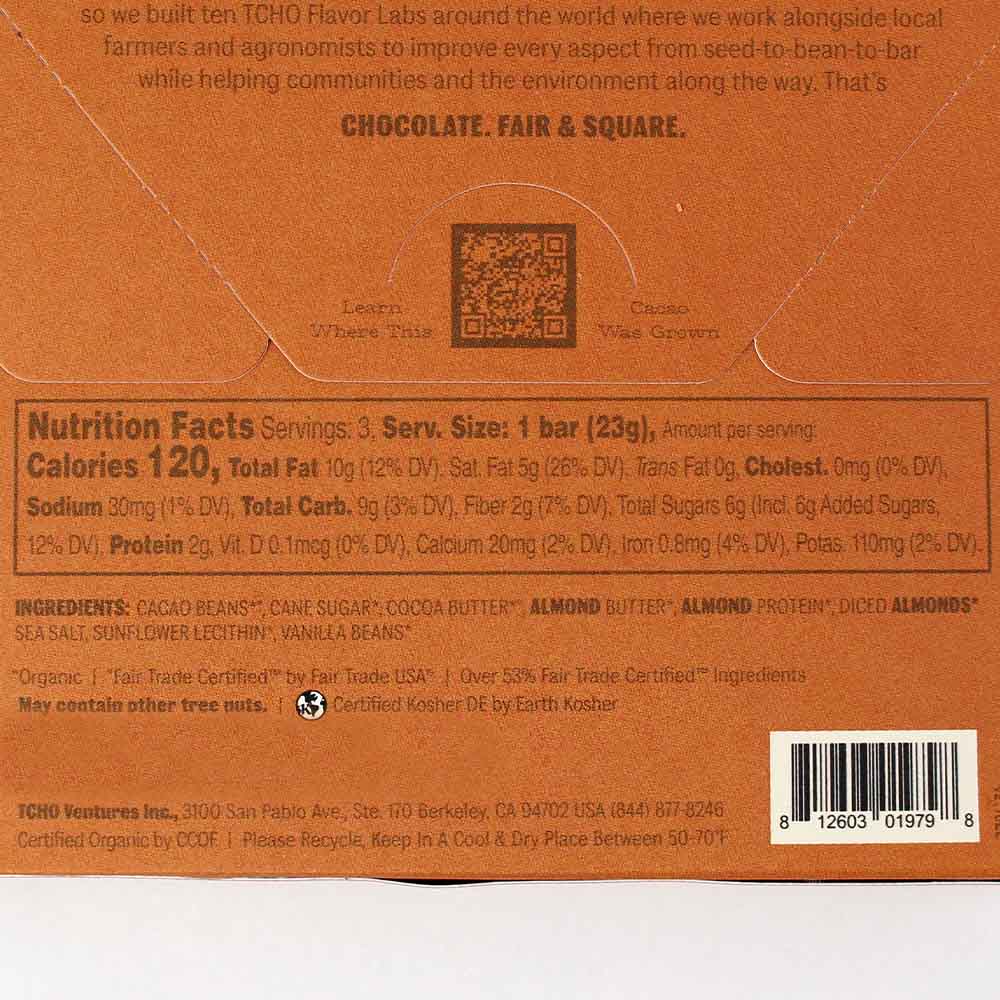 so we built ten TCHO Flavor Labs around the world where we work alongside local
farmers and agronomists to improve every aspect from seed-to-bean-to-bar
while helping communities and the environment along the way. That's
CHOCOLATE. FAIR & SQUARE.
Learn
Where This
Cacao
Was Grown
Nutrition Facts Servings: 3, Serv. Size: 1 bar (23g), Amount per serving:
Calories 120, Total Fat 10g (12% DV), Sat. Fat 5g (26% DV), Trans Fat 0g, Cholest. 0mg (0% DV),
Sodium 30mg (1% DV), Total Carb. 9g (3% DV), Fiber 2g (7% DV), Total Sugars 6g (Incl. 6g Added Sugars,
12% DV), Protein 2g, Vit. D 0.1mcg (0% DV), Calcium 20mg (2% DV), Iron 0.8mg (4% DV), Potas. 110mg (2% DV).
INGREDIENTS: CACAO BEANS*⁺, CANE SUGAR⁺, COCOA BUTTER*⁺, ALMOND BUTTER*, ALMOND PROTEIN*, DICED ALMONDS*
SEA SALT, SUNFLOWER LECITHIN*, VANILLA BEANS*
*Organic | ⁺Fair Trade Certified™ by Fair Trade USA® | Over 53% Fair Trade Certified™ Ingredients
May contain other tree nuts. | K Certified Kosher DE by Earth Kosher
TCHO Ventures Inc., 3100 San Pablo Ave., Ste. 170 Berkeley, CA 94702 USA (844) 877-8246
Certified Organic by CCOF | Please Recycle, Keep In A Cool & Dry Place Between 50-70°F
8 12603 01979 8